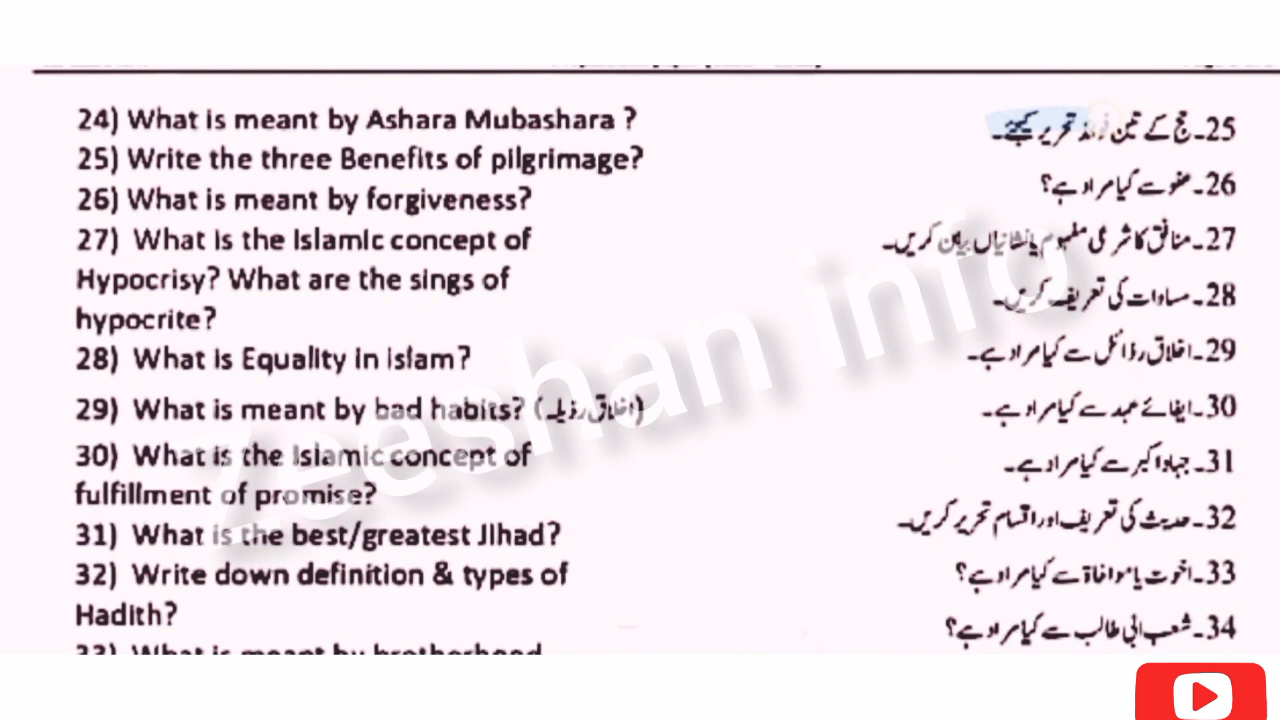 24) What is meant by Ashara Mubashara ?
25) Write the three Benefits of pilgrimage?
26) What is meant by forgiveness?
27) What is the Islamic concept of
Hypocrisy? What are the sings of
hypocrite?
28) What is Equality in islam?
29) What is meant by bad habits? (اخلاق رذیلہ)
30) What is the Islamic concept of
fulfillment of promise?
31) What is the best/greatest Jihad?
32) Write down definition & types of
Hadith?
33) What is meant by brotherhood
25۔ حج کے تین فوائد تحریر کیجئے۔
26۔ عفو سے کیا مراد ہے؟
27۔ منافق کا شرعی مفہوم یا نشانیاں بیان کریں۔
28۔ مساوات کی تعریف کریں۔
29۔ اخلاق رذائل سے کیا مراد ہے۔
30۔ ایفائے عہد سے کیا مراد ہے۔
31۔ جہاد اکبر سے کیا مراد ہے۔
32۔ حدیث کی تعریف اور اقسام تحریر کریں۔
33۔ اخوت یا مواخاۃ سے کیا مراد ہے؟
34۔ شعب ابی طالب سے کیا مراد ہے؟
Zeeshan info